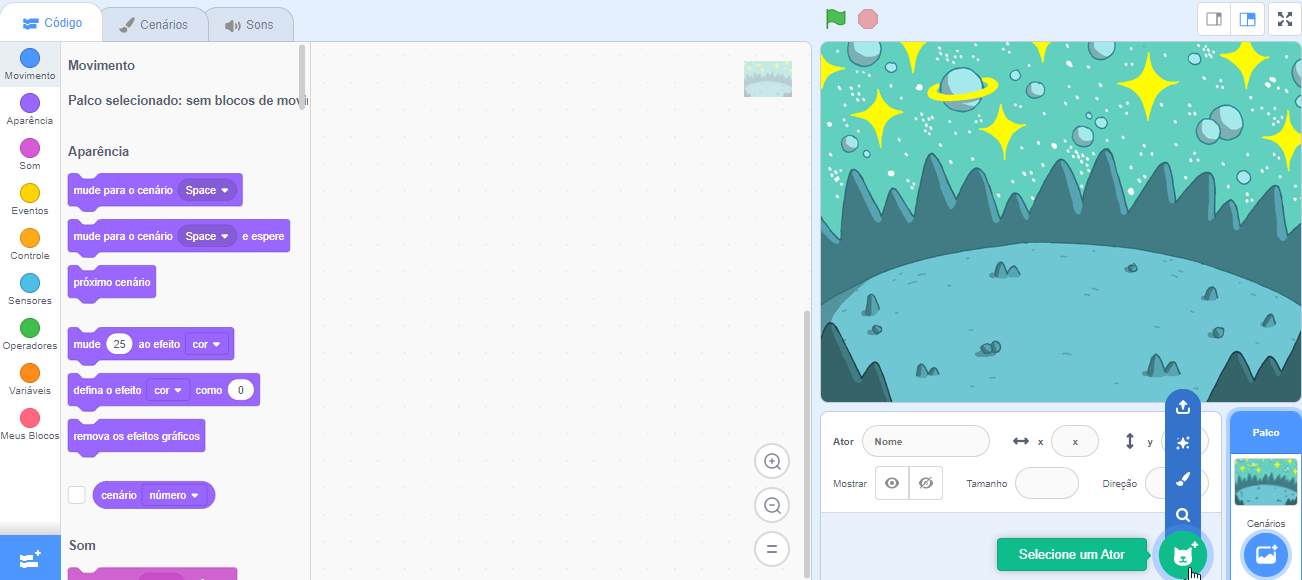 Código
Cenários
Sons
Movimento
Aparência
Som
Eventos
Controle
Sensores
Operadores
Variáveis
Meus Blocos
Movimento
Palco selecionado: sem blocos de movi
Aparência
mude para o cenário Space
mude para o cenário Space e espere
próximo cenário
mude 25 ao efeito cor
defina o efeito cor como 0
remova os efeitos gráficos
cenário número
Som
Ator Nome x x y
Mostrar Tamanho Direção
Selecione um Ator
Palco
Cenários